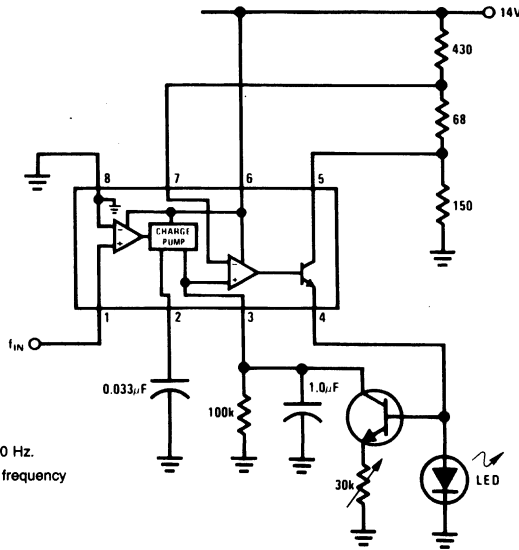 14V
430
68
150
8
7
6
5
CHARGE
PUMP
−
+
−
+
1
2
3
4
fIN
0.033μF
100k
1.0μF
30k
LED
0 Hz.
frequency